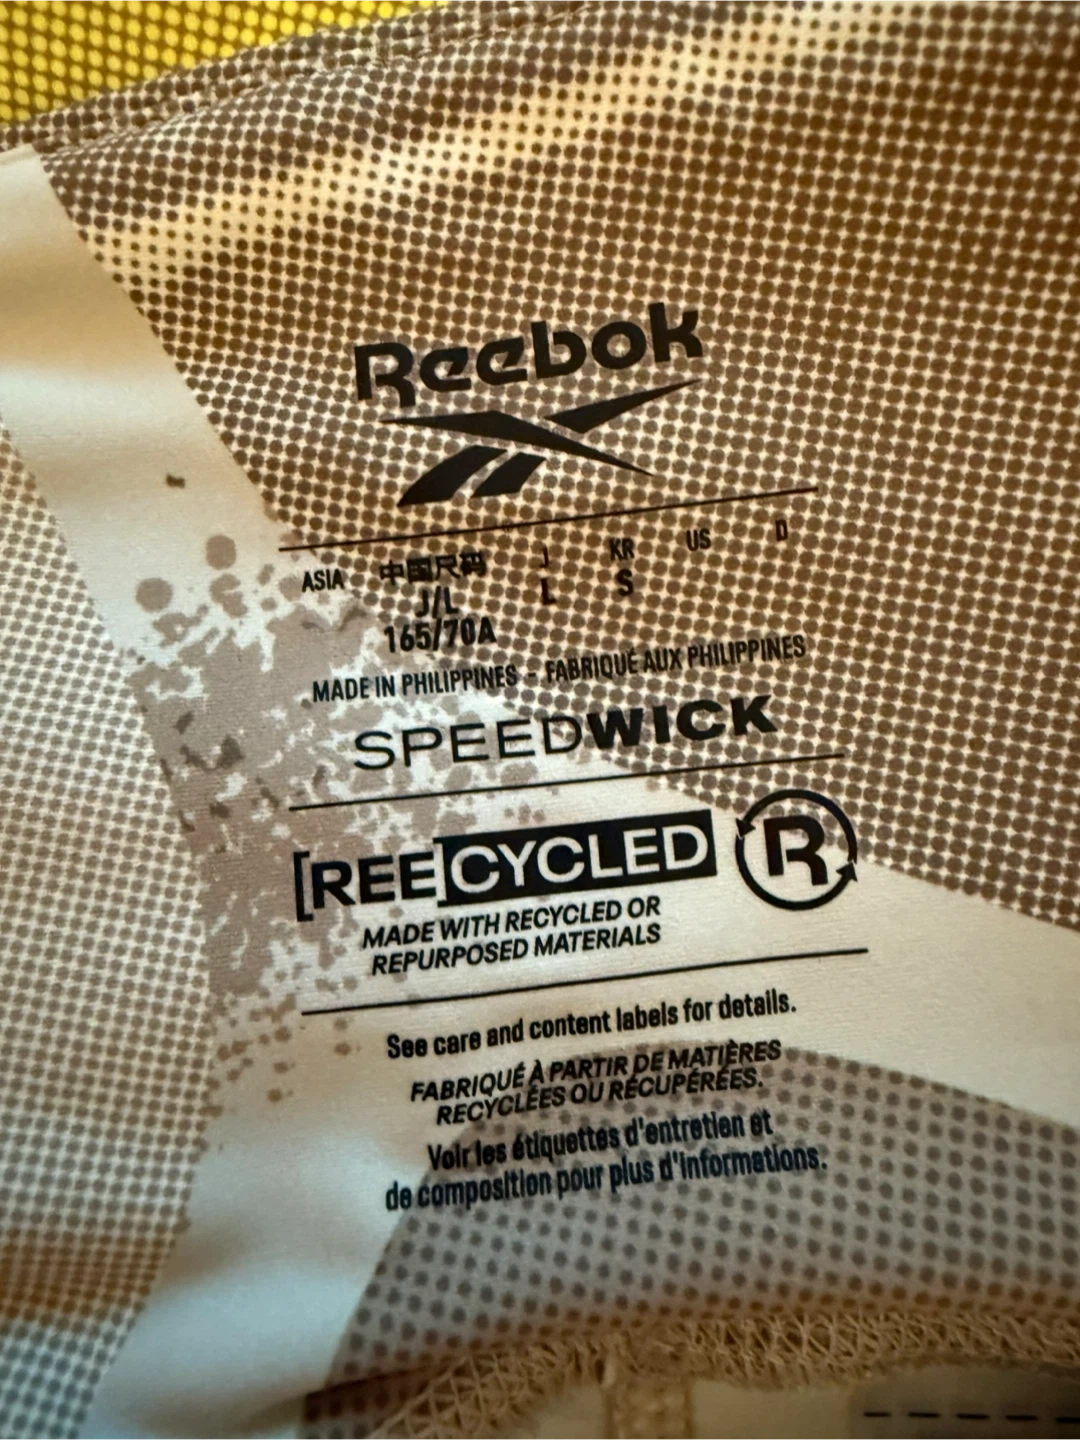 Reebok
ASIA 中国尺码 J KR US D
J/L L S
165/70A
MADE IN PHILIPPINES - FABRIQUÉ AUX PHILIPPINES
SPEEDWICK
[REE]CYCLED R
MADE WITH RECYCLED OR
REPURPOSED MATERIALS
See care and content labels for details.
FABRIQUÉ À PARTIR DE MATIÈRES
RECYCLÉES OU RÉCUPÉRÉES.
Voir les étiquettes d'entretien et
de composition pour plus d'informations.